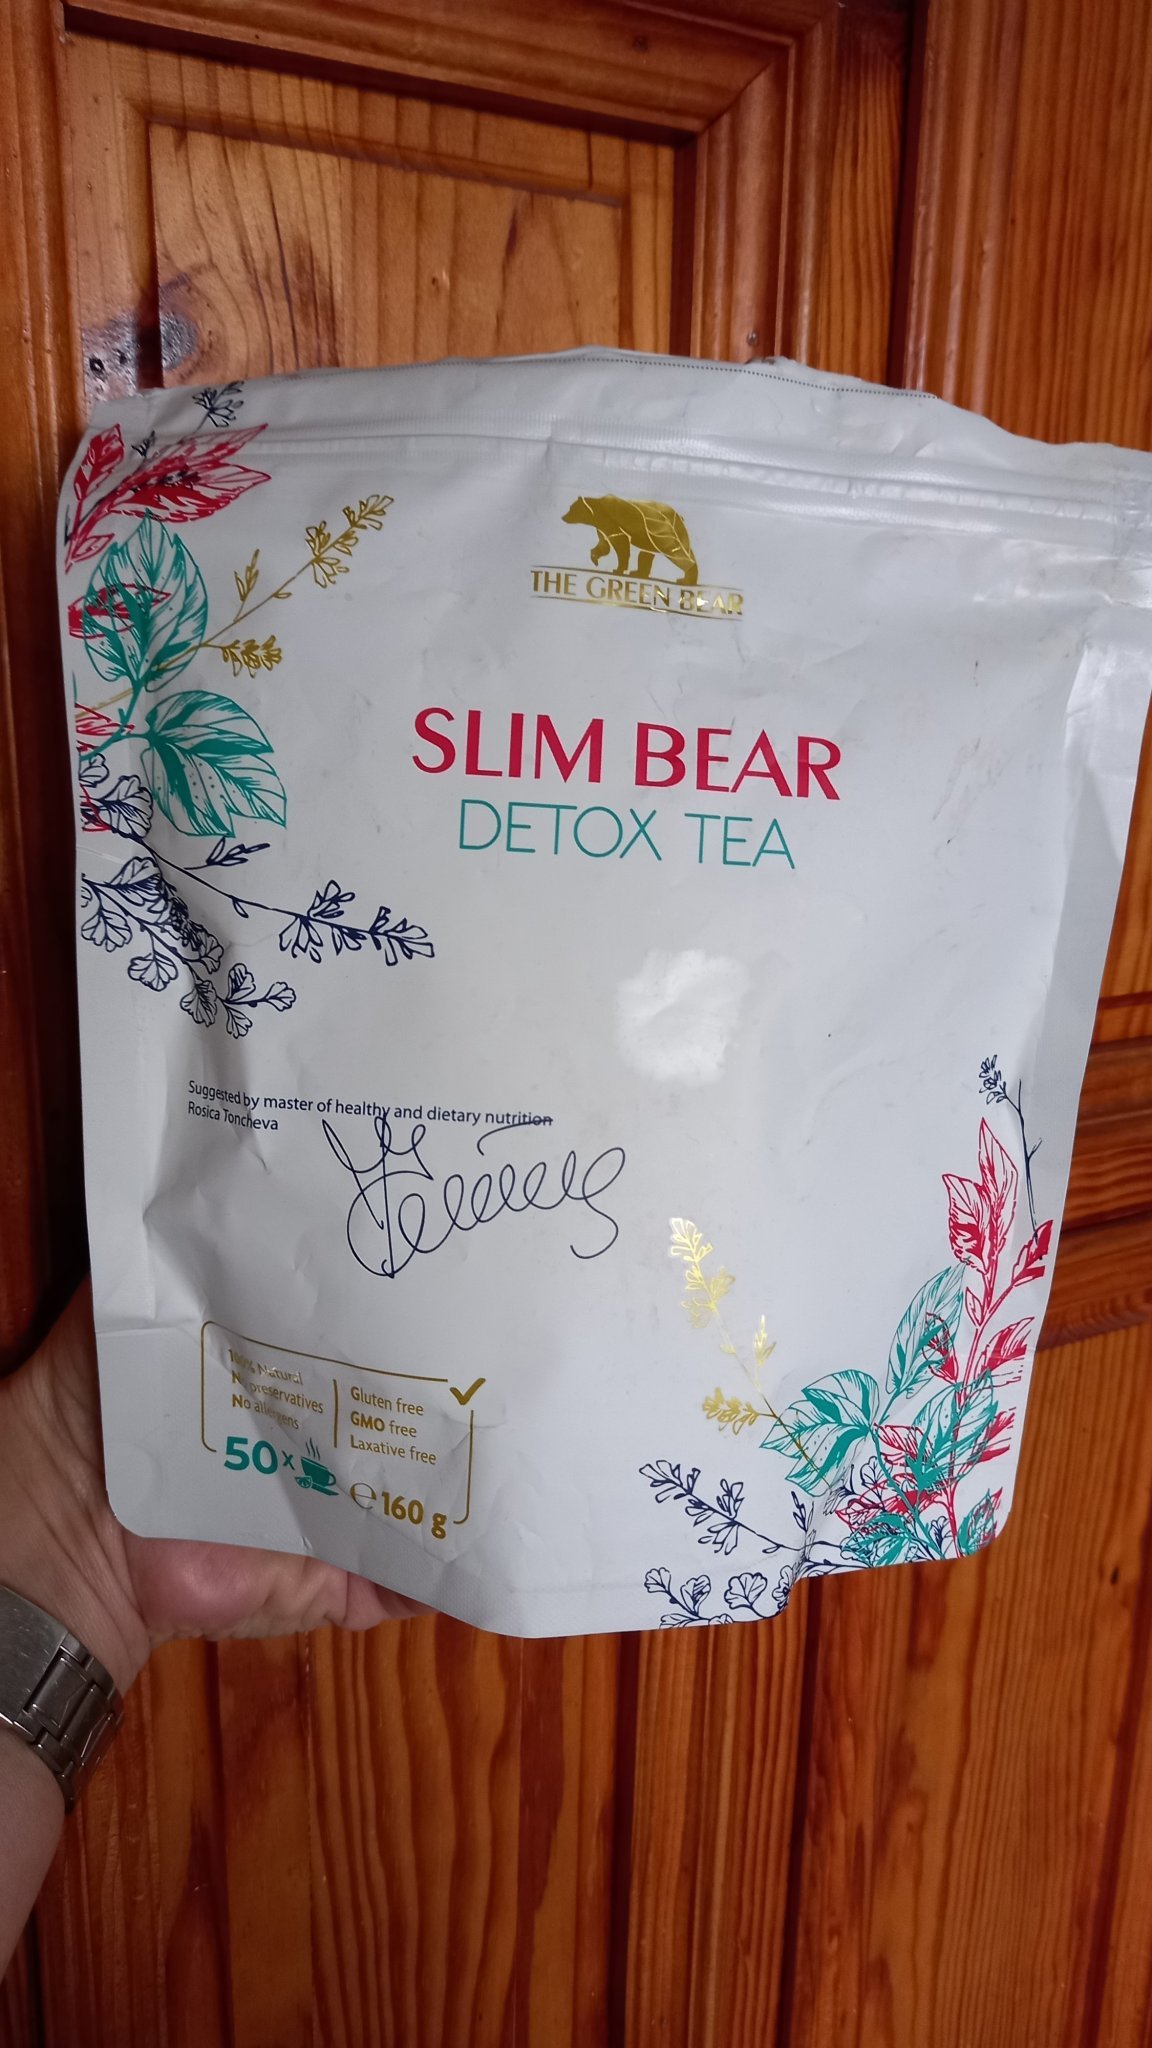 THE GREEN BEAR
SLIM BEAR
DETOX TEA
Suggested by master of healthy and dietary nutrition
Rosica Toncheva
100% Natural
No preservatives
No allergens
Gluten free
GMO free
Laxative free
50x
℮160 g